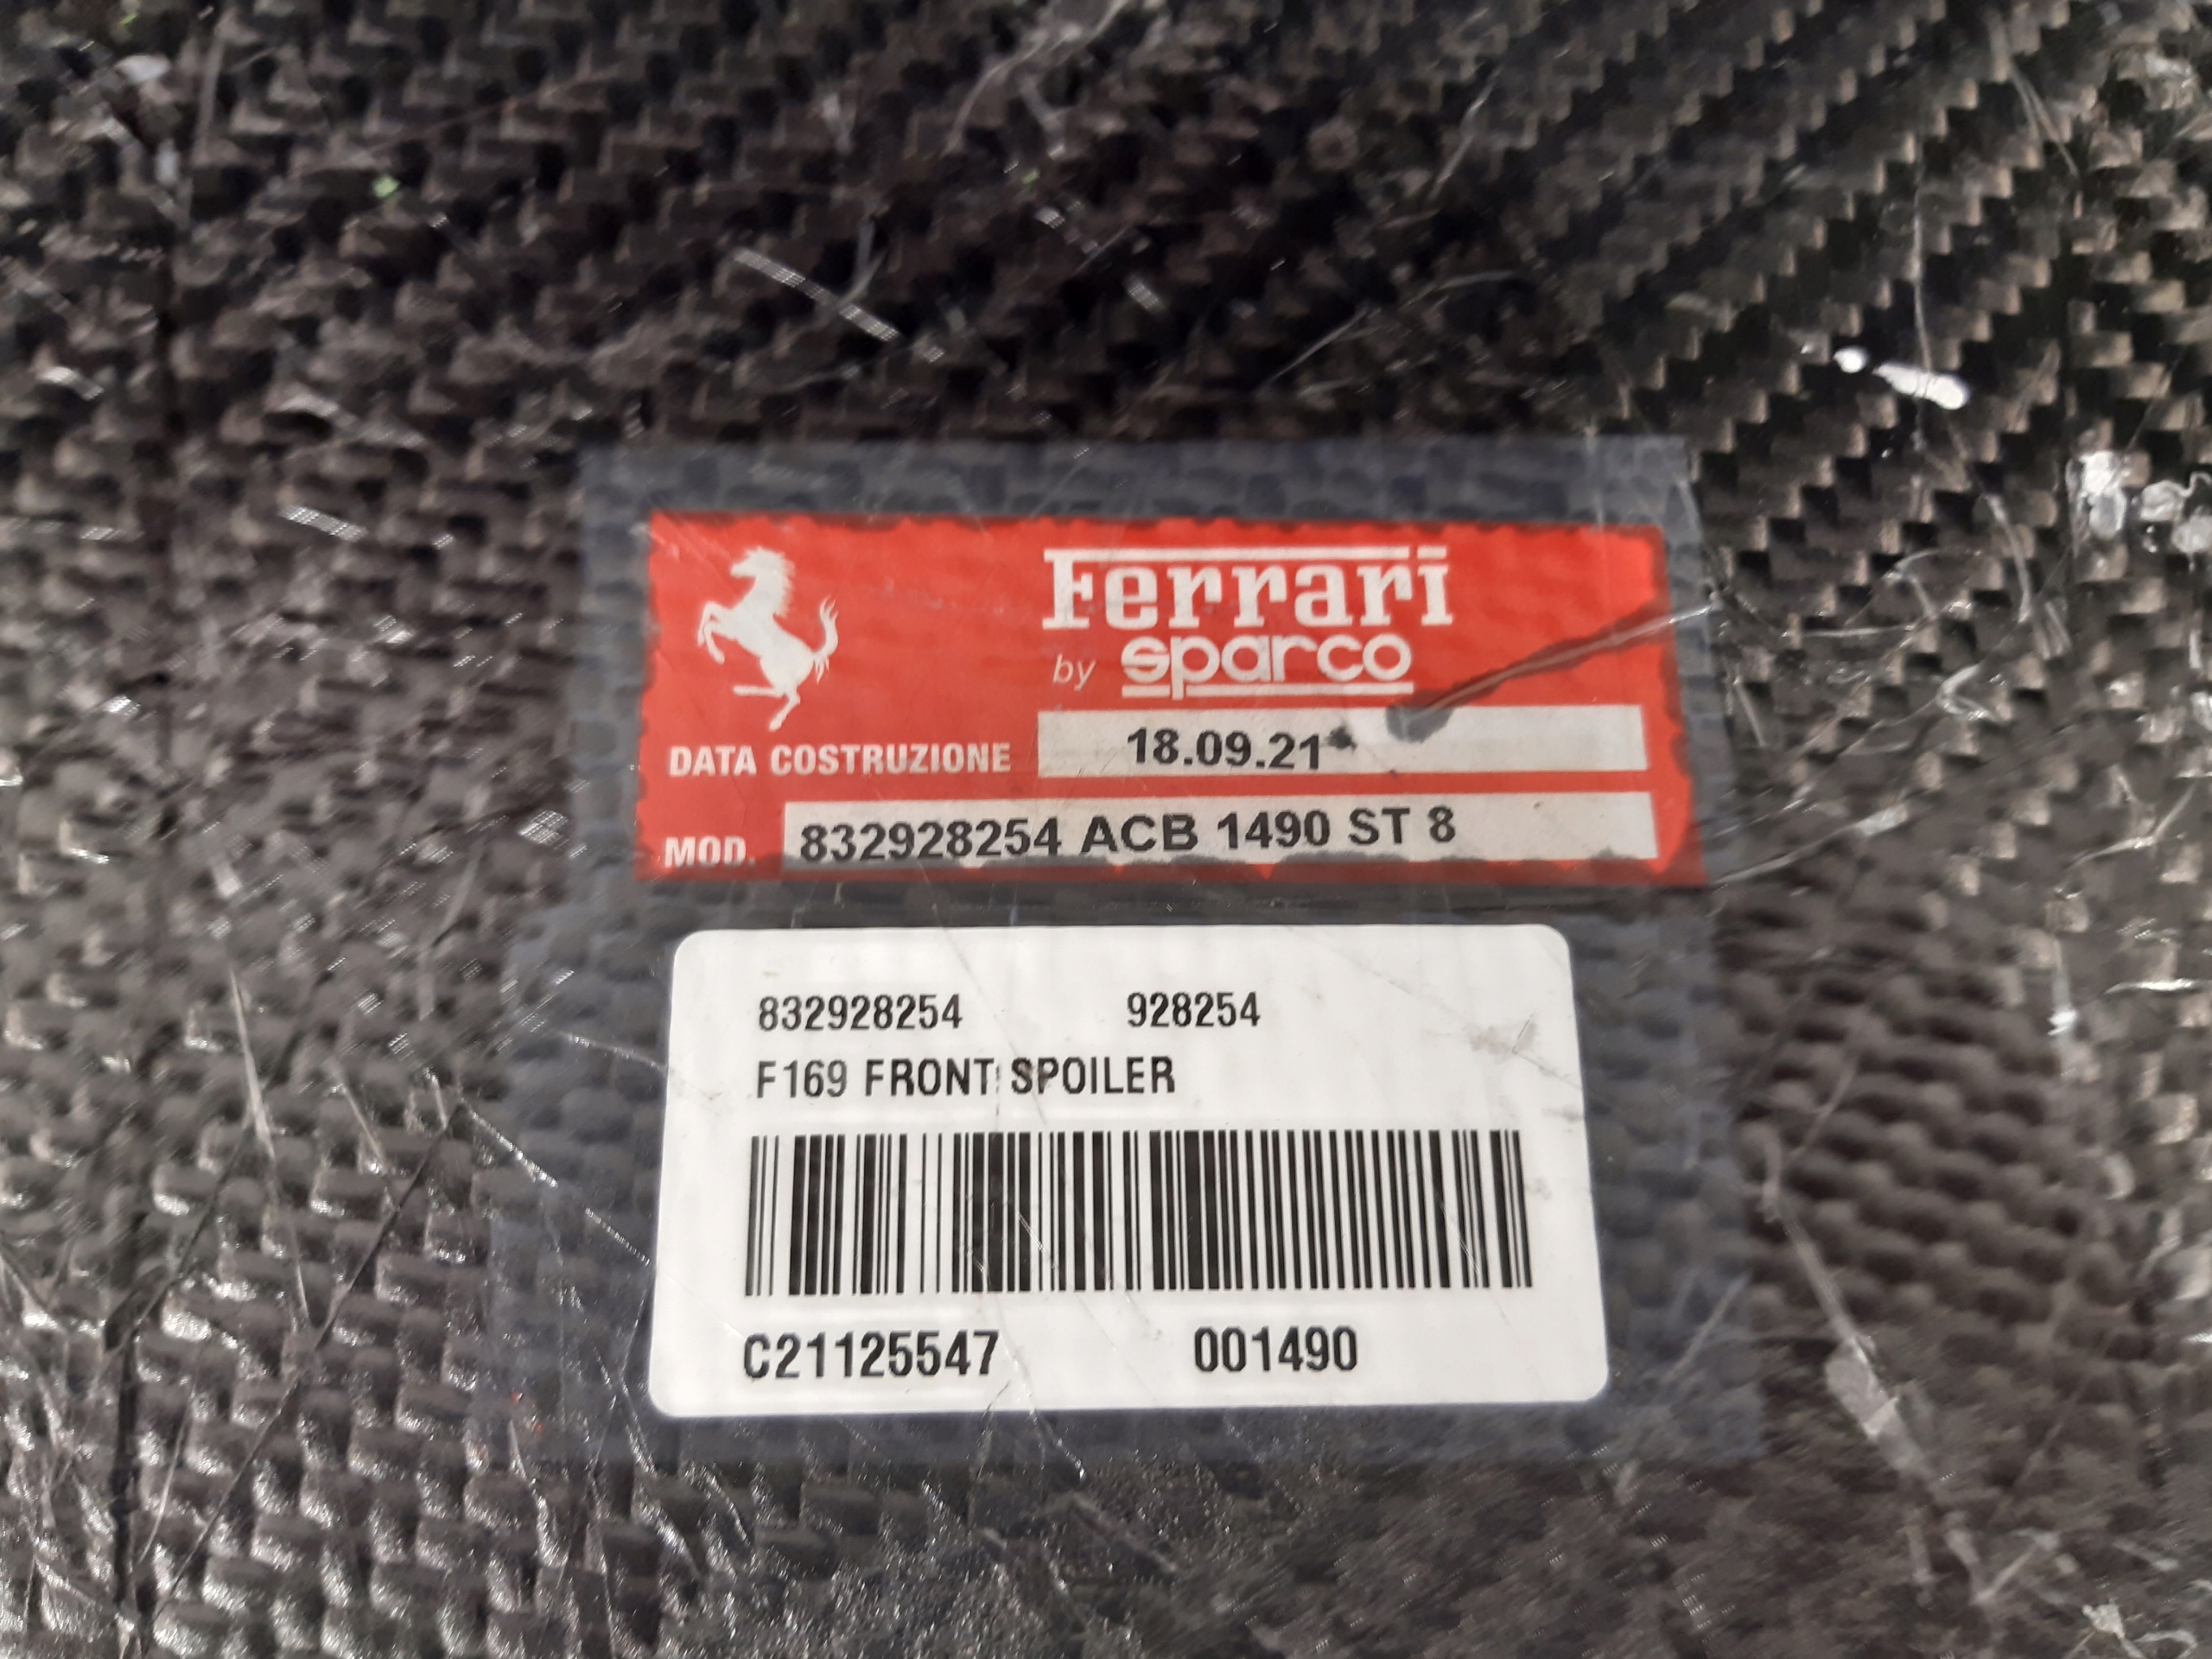 Ferrari
by sparco
DATA COSTRUZIONE 18.09.21
MOD. 832928254 ACB 1490 ST 8
832928254 928254
F169 FRONT SPOILER
C21125547 001490